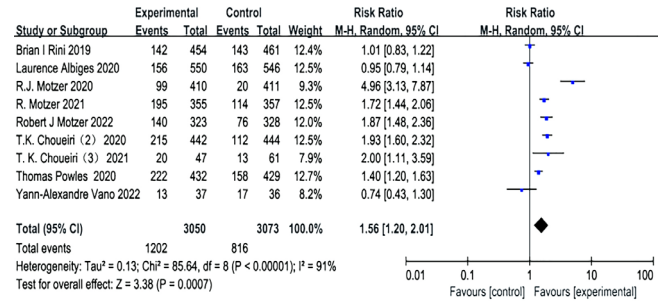 Experimental Control Risk Ratio Risk Ratio
Study or Subgroup Events Total Events Total Weight M-H, Random, 95% CI M-H, Random, 95% CI
Brian I Rini 2019 142 454 143 461 12.4% 1.01 [0.83, 1.22]
Laurence Albiges 2020 156 550 163 546 12.5% 0.95 [0.79, 1.14]
R.J. Motzer 2020 99 410 20 411 9.1% 4.96 [3.13, 7.87]
R. Motzer 2021 195 355 114 357 12.5% 1.72 [1.44, 2.06]
Robert J Motzer 2022 140 323 76 328 11.8% 1.87 [1.48, 2.36]
T.K. Choueiri（2）2020 215 442 112 444 12.5% 1.93 [1.60, 2.32]
T. K. Choueiri（3）2021 20 47 13 61 7.7% 2.00 [1.11, 3.59]
Thomas Powles 2020 222 432 158 429 12.9% 1.40 [1.20, 1.63]
Yann-Alexandre Vano 2022 13 37 17 36 8.2% 0.74 [0.43, 1.30]
Total (95% CI) 3050 3073 100.0% 1.56 [1.20, 2.01]
Total events 1202 816
Heterogeneity: Tau² = 0.13; Chi² = 85.64, df = 8 (P < 0.00001); I² = 91%
Test for overall effect: Z = 3.38 (P = 0.0007)
0.01 0.1 1 10 100
Favours [control] Favours [experimental]